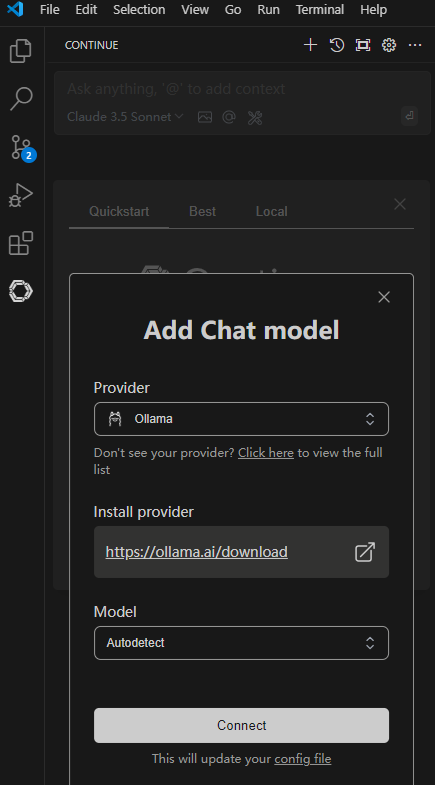 File Edit Selection View Go Run Terminal Help
CONTINUE
Ask anything, '@' to add context
Claude 3.5 Sonnet
2
Quickstart Best Local
Add Chat model
Provider
Ollama
Don't see your provider? Click here to view the full
list
Install provider
https://ollama.ai/download
Model
Autodetect
Connect
This will update your config file